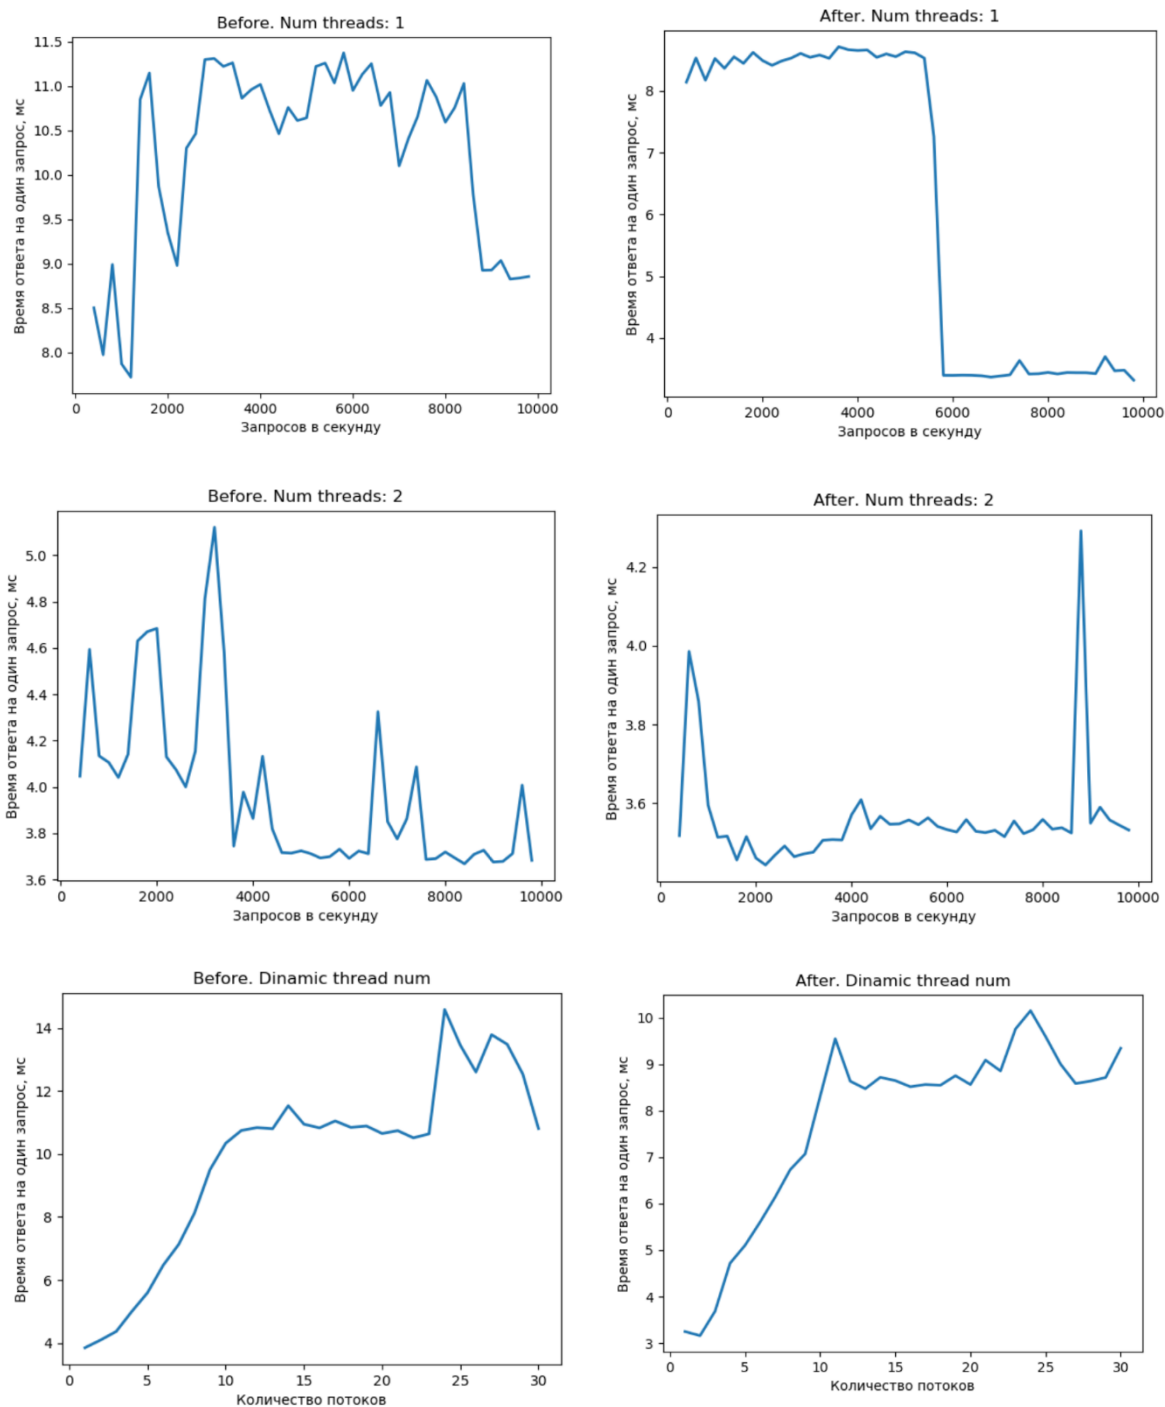 Before. Num threads: 1
Время ответа на один запрос, мс
11.5
11.0
10.5
10.0
9.5
9.0
8.5
8.0
0 2000 4000 6000 8000 10000
Запросов в секунду
After. Num threads: 1
Время ответа на один запрос, мс
8
7
6
5
4
0 2000 4000 6000 8000 10000
Запросов в секунду
Before. Num threads: 2
Время ответа на один запрос, мс
5.0
4.8
4.6
4.4
4.2
4.0
3.8
3.6
0 2000 4000 6000 8000 10000
Запросов в секунду
After. Num threads: 2
Время ответа на один запрос, мс
4.2
4.0
3.8
3.6
0 2000 4000 6000 8000 10000
Запросов в секунду
Before. Dinamic thread num
Время ответа на один запрос, мс
14
12
10
8
6
4
0 5 10 15 20 25 30
Количество потоков
After. Dinamic thread num
Время ответа на один запрос, мс
10
9
8
7
6
5
4
3
0 5 10 15 20 25 30
Количество потоков